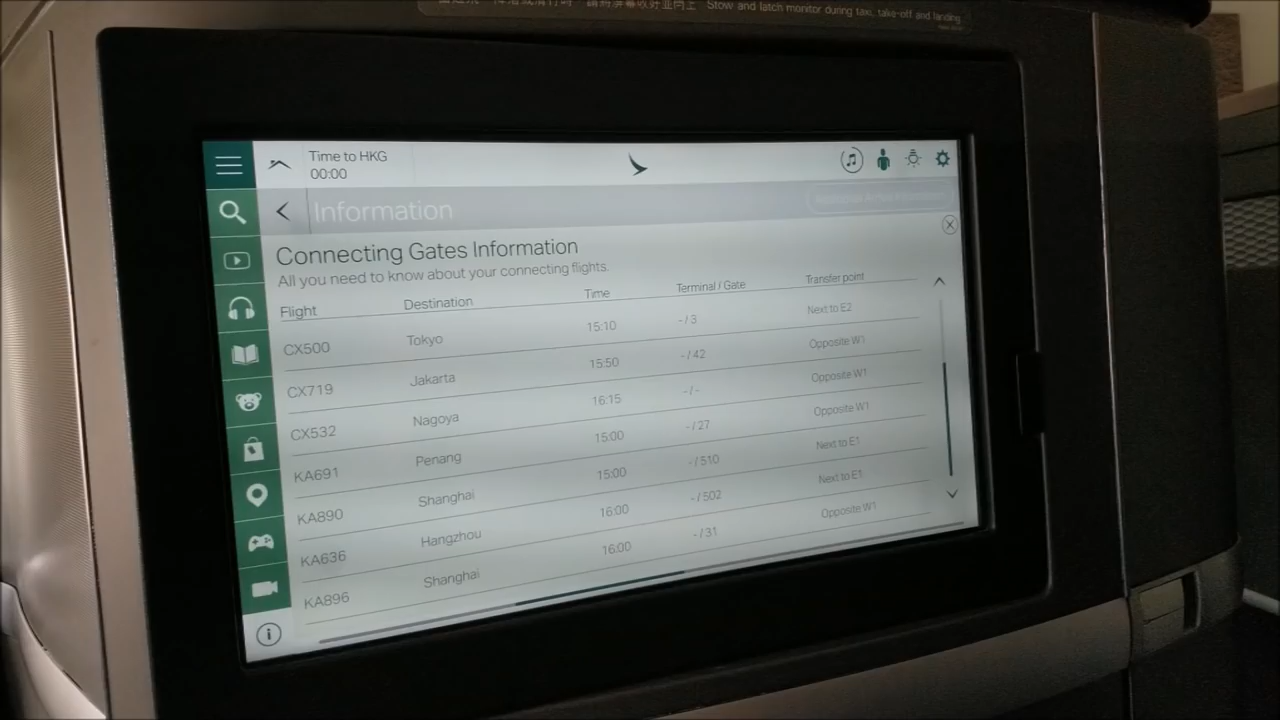 Stow and latch monitor during taxi, take-off and landing
Time to HKG
00:00
Information
Connecting Gates Information
All you need to know about your connecting flights.
Flight Destination Time Terminal / Gate Transfer point
CX500 Tokyo 15:10 - / 3 Next to E2
CX719 Jakarta 15:50 - / 42 Opposite W1
CX532 Nagoya 16:15 - / - Opposite W1
KA691 Penang 15:00 - / 27 Opposite W1
KA890 Shanghai 15:00 - / 510 Next to E1
KA636 Hangzhou 16:00 - / 502 Next to E1
KA896 Shanghai 16:00 - / 31 Opposite W1